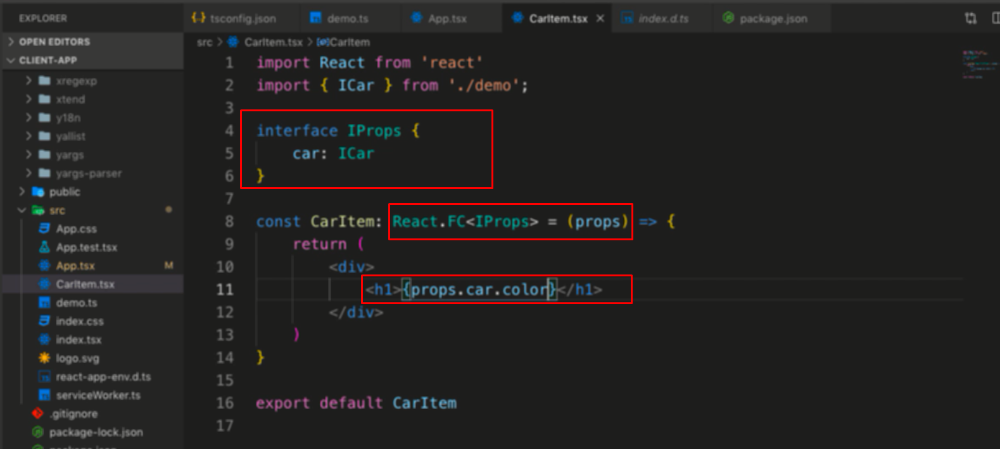 EXPLORER
tsconfig.json
demo.ts
App.tsx
CarItem.tsx
index.d.ts
package.json
OPEN EDITORS
CLIENT-APP
xregexp
xtend
y18n
yallist
yargs
yargs-parser
public
src
App.css
App.test.tsx
App.tsx M
CarItem.tsx
demo.ts
index.css
index.tsx
logo.svg
react-app-env.d.ts
serviceWorker.ts
.gitignore
package-lock.json
package.json
src > CarItem.tsx > CarItem
1 import React from 'react'
2 import { ICar } from './demo';
3
4 interface IProps {
5 car: ICar
6 }
7
8 const CarItem: React.FC<IProps> = (props) => {
9 return (
10 <div>
11 <h1>{props.car.color}</h1>
12 </div>
13 )
14 }
15
16 export default CarItem
17